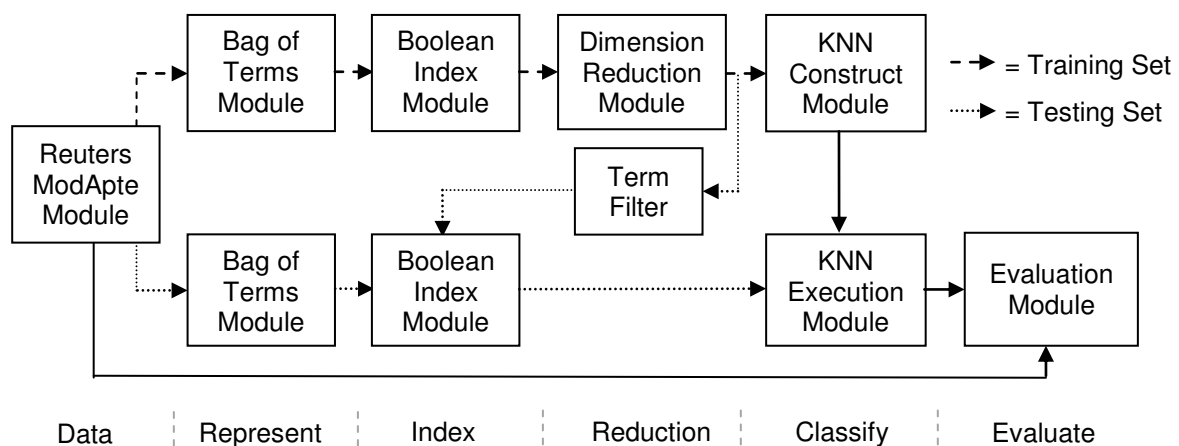 Bag of
Terms
Module
Boolean
Index
Module
Dimension
Reduction
Module
KNN
Construct
Module
= Training Set
= Testing Set
Reuters
ModApte
Module
Term
Filter
Bag of
Terms
Module
Boolean
Index
Module
KNN
Execution
Module
Evaluation
Module
Data
Represent
Index
Reduction
Classify
Evaluate